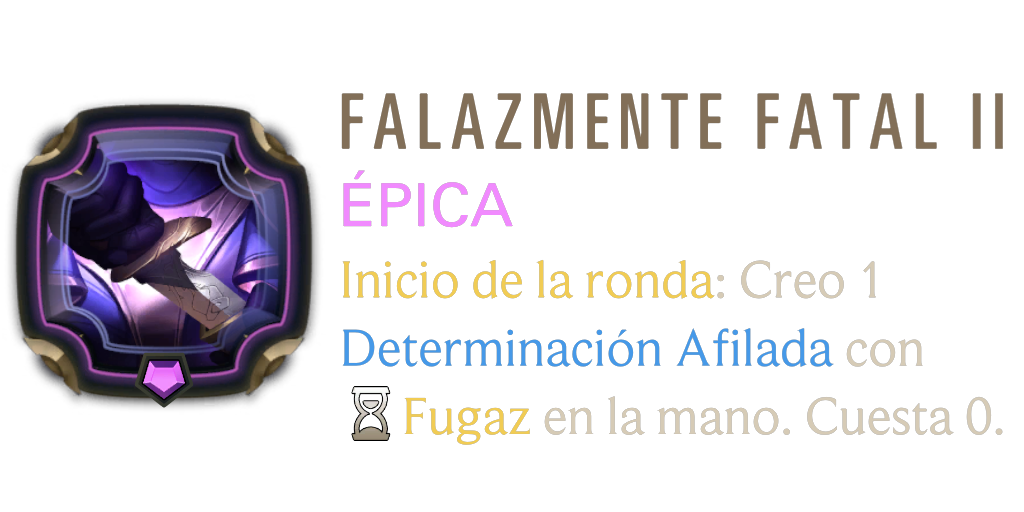 FALAZMENTE FATAL II
ÉPICA
Inicio de la ronda: Creo 1
Determinación Afilada con
Fugaz en la mano. Cuesta 0.